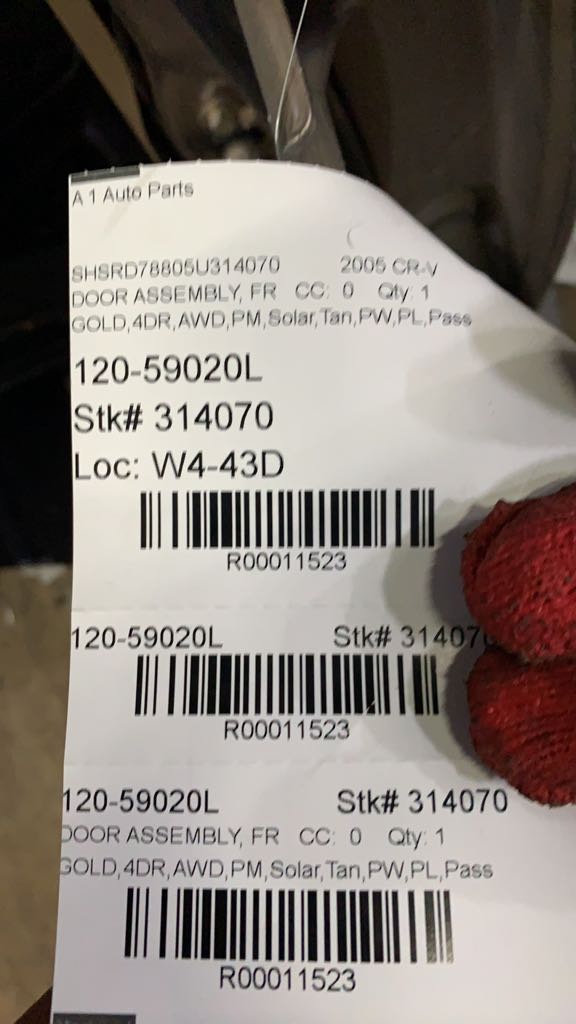 A 1 Auto Parts
SHSRD78805U314070 2005 CR-V
DOOR ASSEMBLY, FR CC: 0 Qty: 1
GOLD,4DR,AWD,PM,Solar,Tan,PW,PL,Pass
120-59020L
Stk# 314070
Loc: W4-43D
R00011523
120-59020L Stk# 314070
R00011523
120-59020L Stk# 314070
DOOR ASSEMBLY, FR CC: 0 Qty: 1
GOLD,4DR,AWD,PM,Solar,Tan,PW,PL,Pass
R00011523